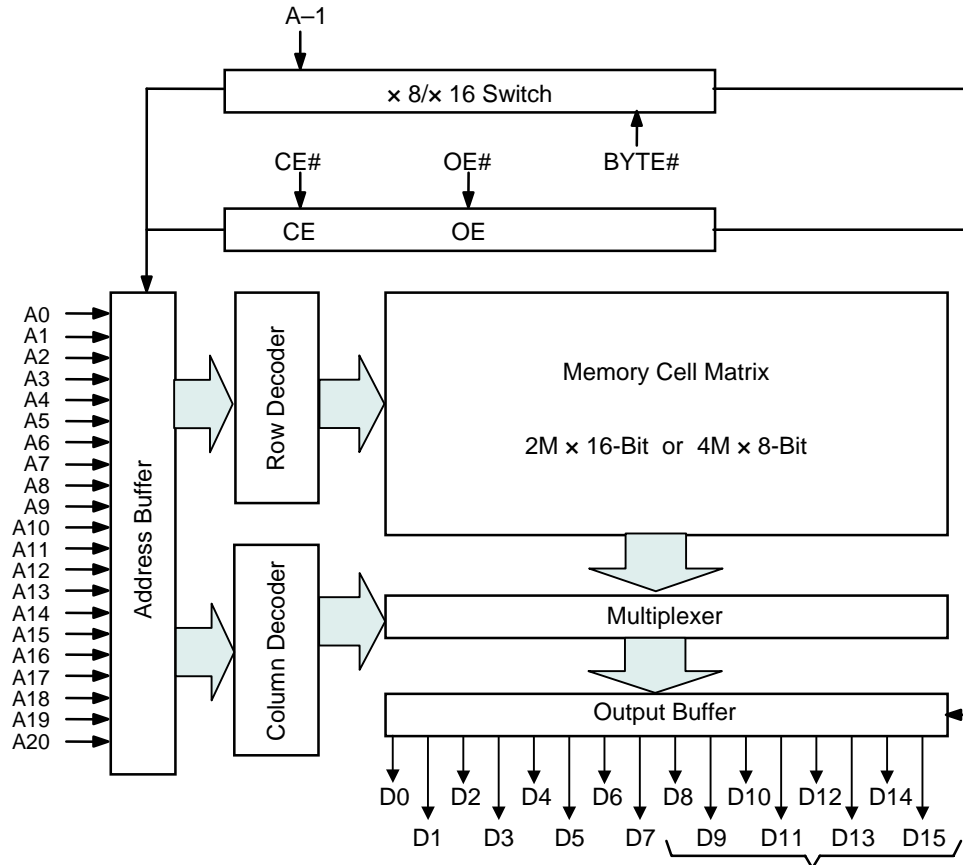 A–1
× 8/× 16 Switch
CE#
OE#
BYTE#
CE
OE
A0
A1
A2
A3
A4
A5
A6
A7
A8
A9
A10
A11
A12
A13
A14
A15
A16
A17
A18
A19
A20
Address Buffer
Row Decoder
Column Decoder
Memory Cell Matrix
2M × 16-Bit or 4M × 8-Bit
Multiplexer
Output Buffer
D0 D2 D4 D6 D8 D10 D12 D14
D1 D3 D5 D7 D9 D11 D13 D15